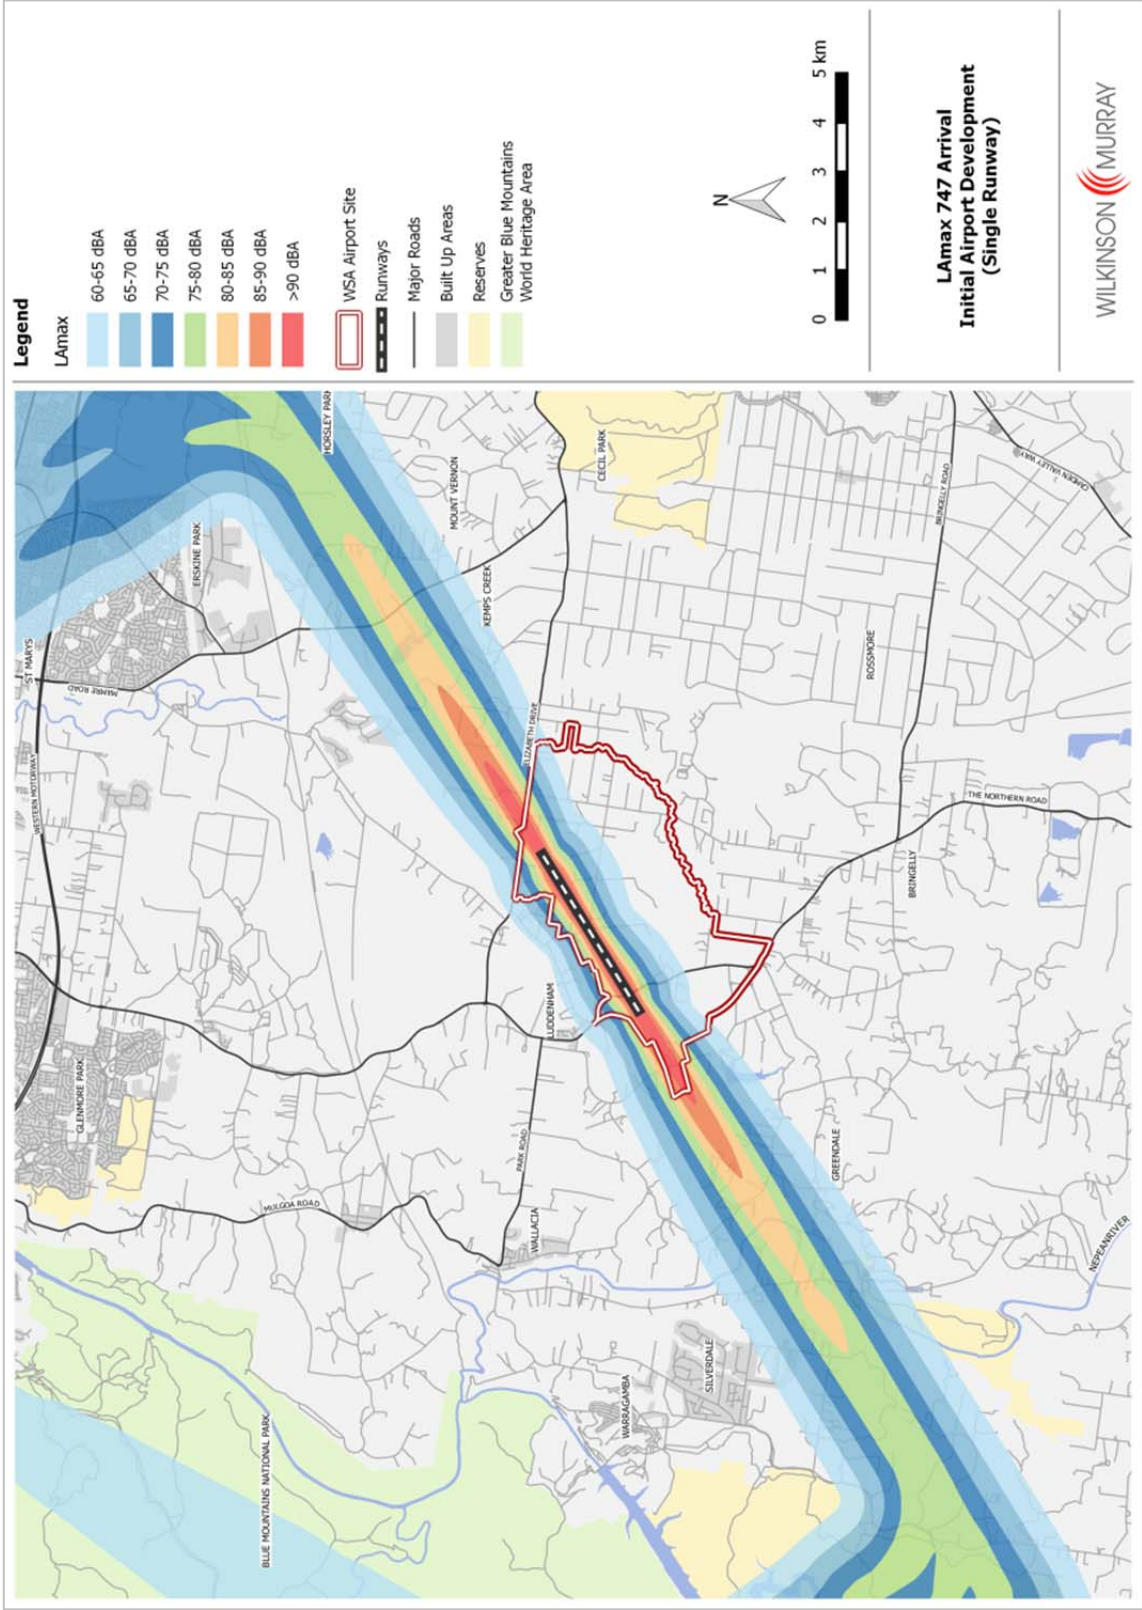 Legend
LAmax
60-65 dBA
65-70 dBA
70-75 dBA
75-80 dBA
80-85 dBA
85-90 dBA
>90 dBA
WSA Airport Site
Runways
Major Roads
Built Up Areas
Reserves
Greater Blue Mountains
World Heritage Area
N
0 1 2 3 4 5 km
LAmax 747 Arrival
Initial Airport Development
(Single Runway)
WILKINSON MURRAY
ST MARYS
MAMRE ROAD
WESTERN MOTORWAY
GLENMORE PARK
ERSKINE PARK
HORSLEY PARK
MOUNT VERNON
KEMPS CREEK
CECIL PARK
ELIZABETH DRIVE
LUDDENHAM
PARK ROAD
WALLACIA
MULGOA ROAD
BLUE MOUNTAINS NATIONAL PARK
WARRAGAMBA
SILVERDALE
GREENDALE
NEPEANRIVER
BRINGELLY
THE NORTHERN ROAD
ROSSMORE
BRINGELLY ROAD
CAMDEN VALLEY WAY